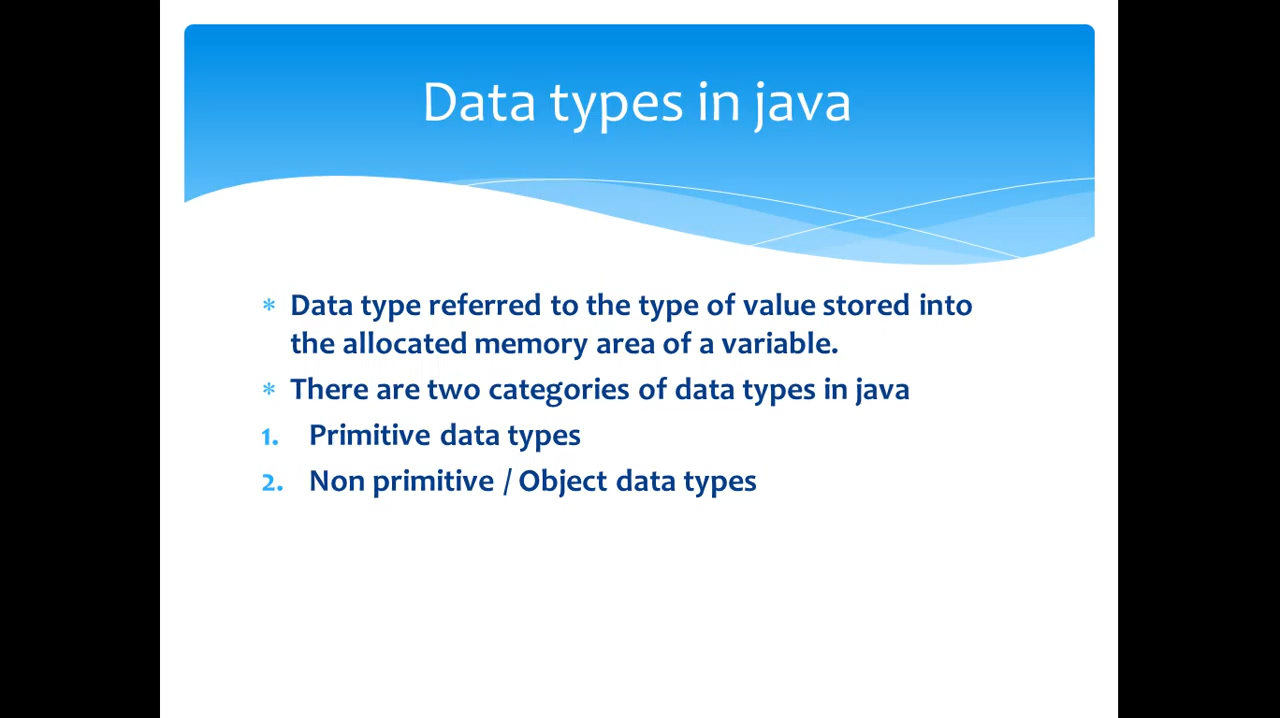 Data types in java
* Data type referred to the type of value stored into
the allocated memory area of a variable.
* There are two categories of data types in java
1. Primitive data types
2. Non primitive / Object data types